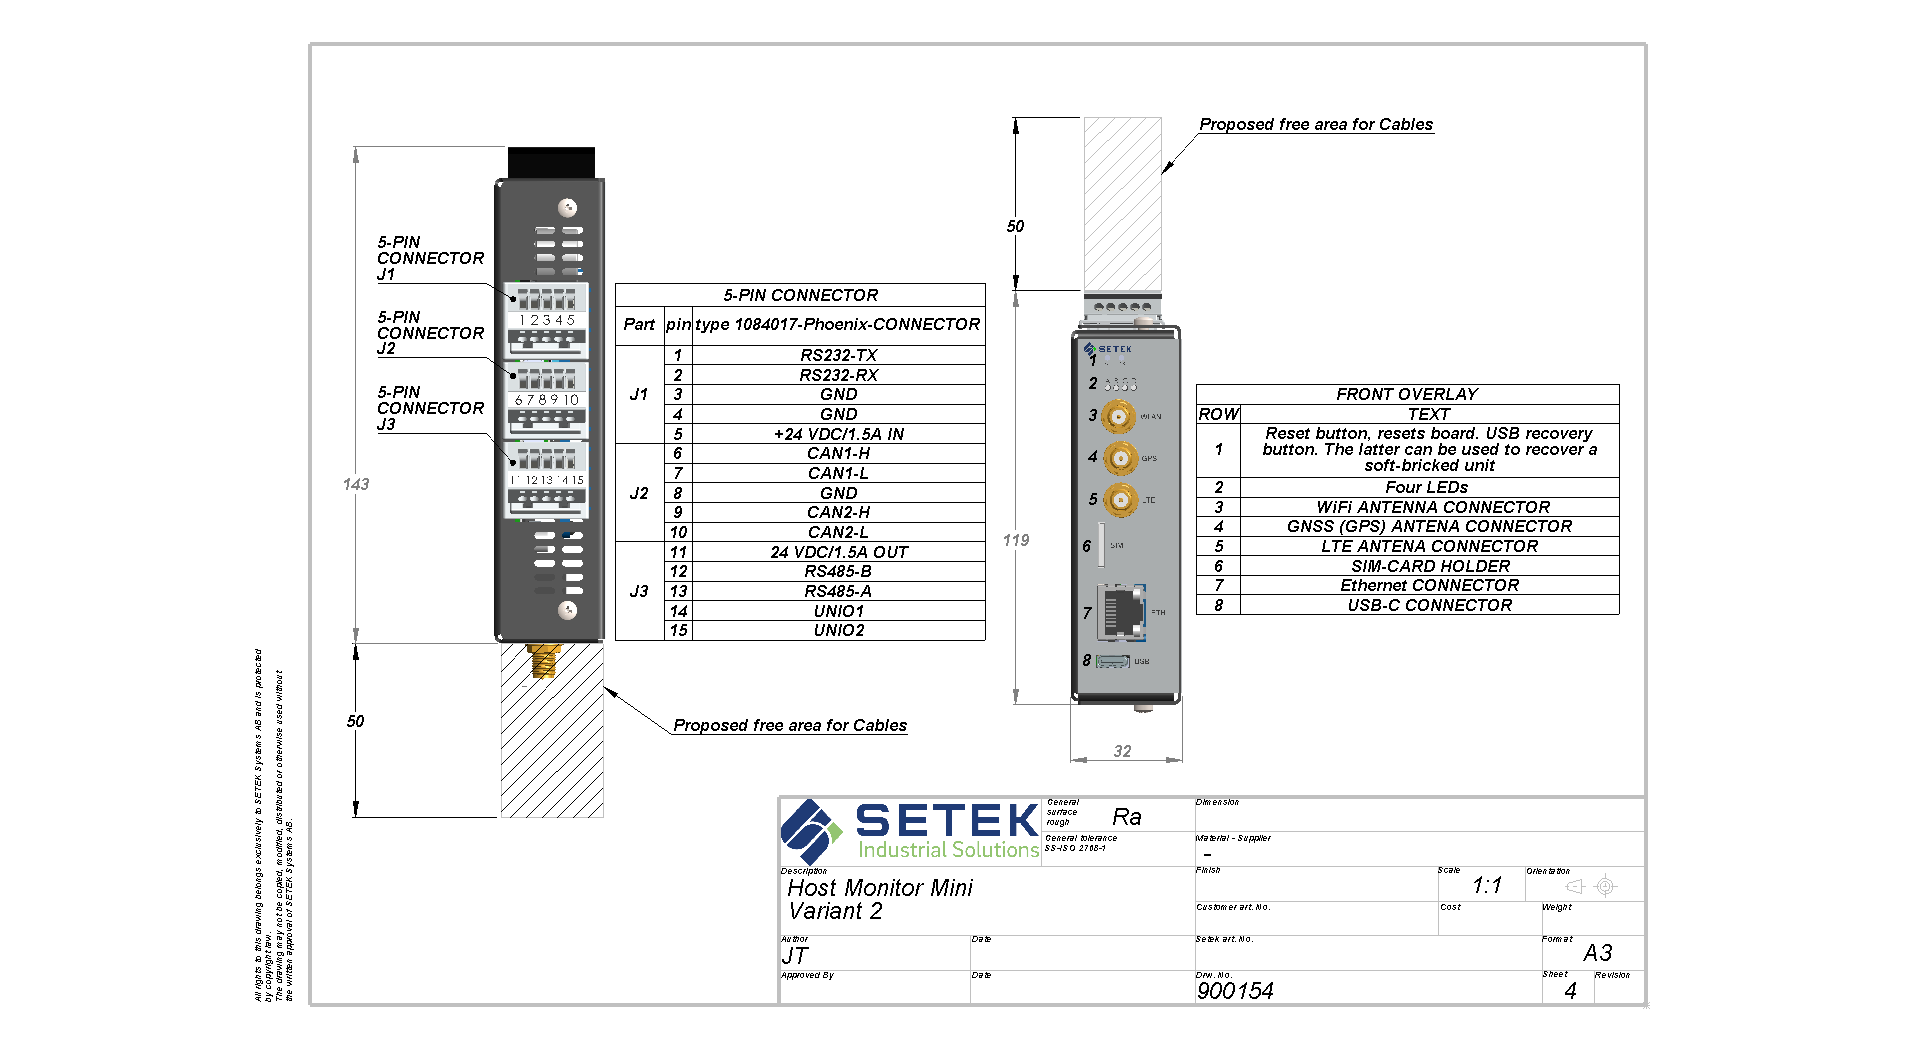 Proposed free area for Cables
50
143
5-PIN
CONNECTOR
J1
5-PIN
CONNECTOR
J2
5-PIN
CONNECTOR
J3
1 2 3 4 5
6 7 8 9 10
11 12 13 14 15
5-PIN CONNECTOR
Part pin type 1084017-Phoenix-CONNECTOR
J1
1 RS232-TX
2 RS232-RX
3 GND
4 GND
5 +24 VDC/1.5A IN
J2
6 CAN1-H
7 CAN1-L
8 GND
9 CAN2-H
10 CAN2-L
J3
11 24 VDC/1.5A OUT
12 RS485-B
13 RS485-A
14 UNIO1
15 UNIO2
50
Proposed free area for Cables
119
32
SETEK
1
2
3 WLAN
4 GPS
5 LTE
6 SIM
7 ETH
8 USB
FRONT OVERLAY
ROW TEXT
1 Reset button, resets board. USB recovery
button. The latter can be used to recover a
soft-bricked unit
2 Four LEDs
3 WiFi ANTENNA CONNECTOR
4 GNSS (GPS) ANTENA CONNECTOR
5 LTE ANTENA CONNECTOR
6 SIM-CARD HOLDER
7 Ethernet CONNECTOR
8 USB-C CONNECTOR
All rights to this drawing belongs exclusively to SETEK Systems AB and is protected
by copyright law.
The drawing may not be copied, modified, distributed or otherwise used without
the written approval of SETEK Systems AB.
SETEK
Industrial Solutions
General
surface
rough
Ra
General tolerance
SS-ISO 2768-1
Dimension
Material - Supplier
-
Description
Host Monitor Mini
Variant 2
Finish
Scale
1:1
Orientation
Customer art. No.
Cost
Weight
Author
JT
Date
Setek art. No.
Format
A3
Approved By
Date
Drw. No.
900154
Sheet
4
Revision